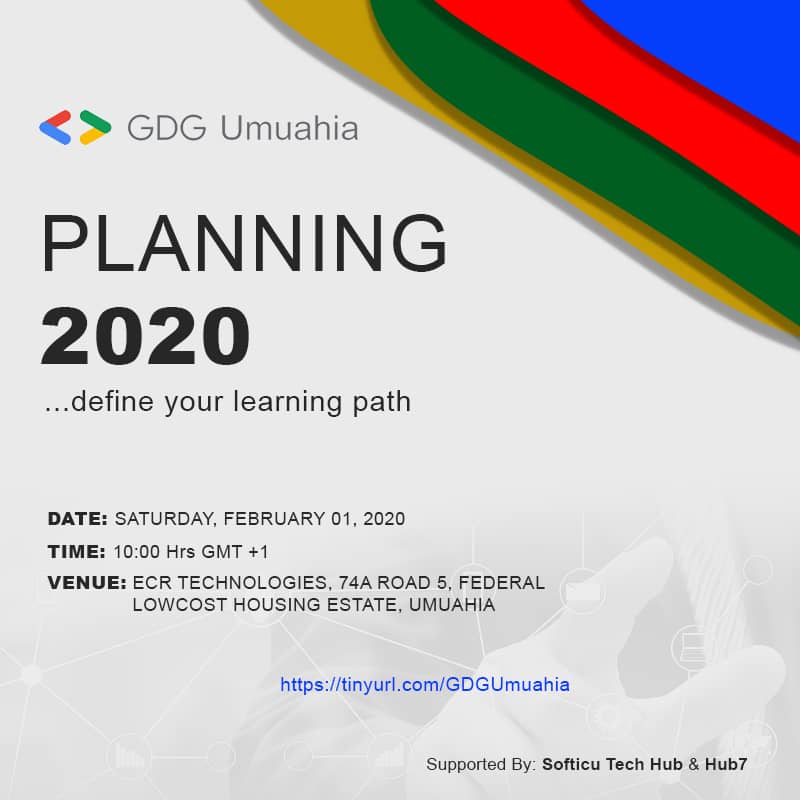 GDG Umuahia
PLANNING
2020
...define your learning path
DATE: SATURDAY, FEBRUARY 01, 2020
TIME: 10:00 Hrs GMT +1
VENUE: ECR TECHNOLOGIES, 74A ROAD 5, FEDERAL
LOWCOST HOUSING ESTATE, UMUAHIA
https://tinyurl.com/GDGUmuahia
Supported By: Softicu Tech Hub & Hub7